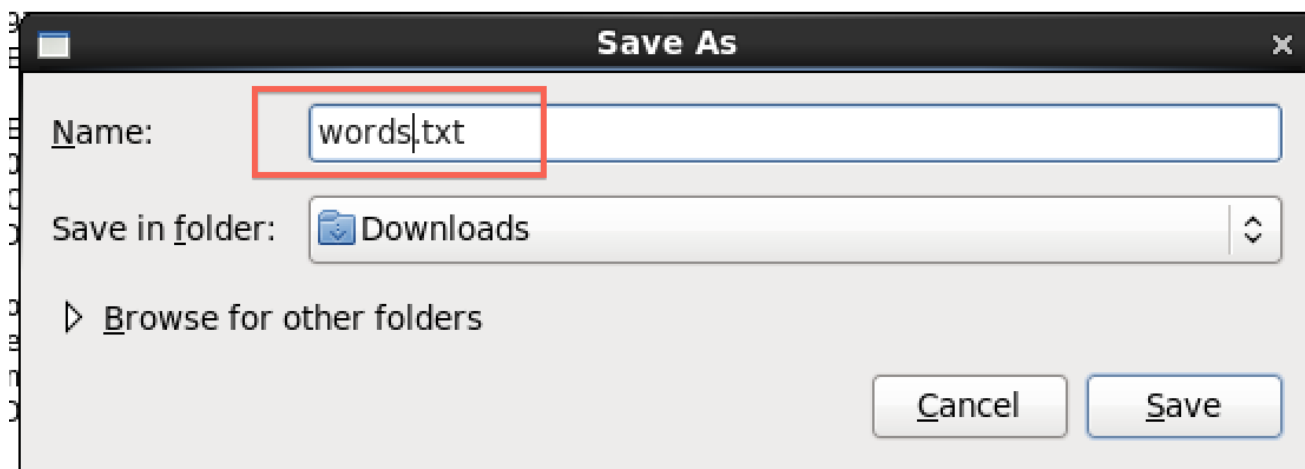 Save As
Name: words.txt
Save in folder: Downloads
Browse for other folders
Cancel Save